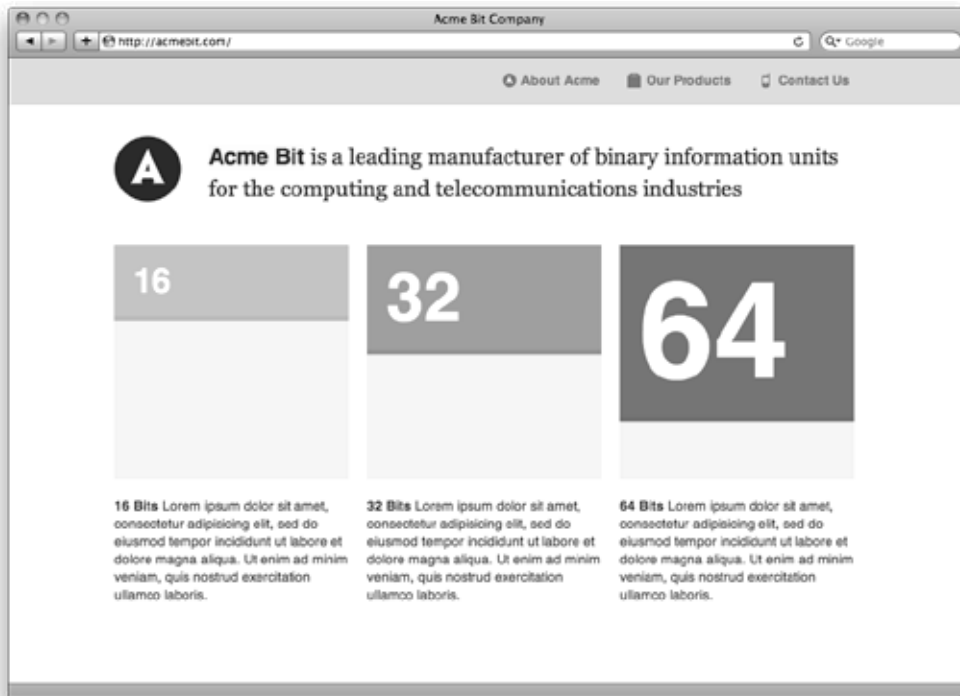 Acme Bit Company
http://acmebit.com/
Google
About Acme Our Products Contact Us
A
Acme Bit is a leading manufacturer of binary information units
for the computing and telecommunications industries
16
32
64
16 Bits Lorem ipsum dolor sit amet,
consectetur adipisicing elit, sed do
eiusmod tempor incididunt ut labore et
dolore magna aliqua. Ut enim ad minim
veniam, quis nostrud exercitation
ullamco laboris.
32 Bits Lorem ipsum dolor sit amet,
consectetur adipisicing elit, sed do
eiusmod tempor incididunt ut labore et
dolore magna aliqua. Ut enim ad minim
veniam, quis nostrud exercitation
ullamco laboris.
64 Bits Lorem ipsum dolor sit amet,
consectetur adipisicing elit, sed do
eiusmod tempor incididunt ut labore et
dolore magna aliqua. Ut enim ad minim
veniam, quis nostrud exercitation
ullamco laboris.